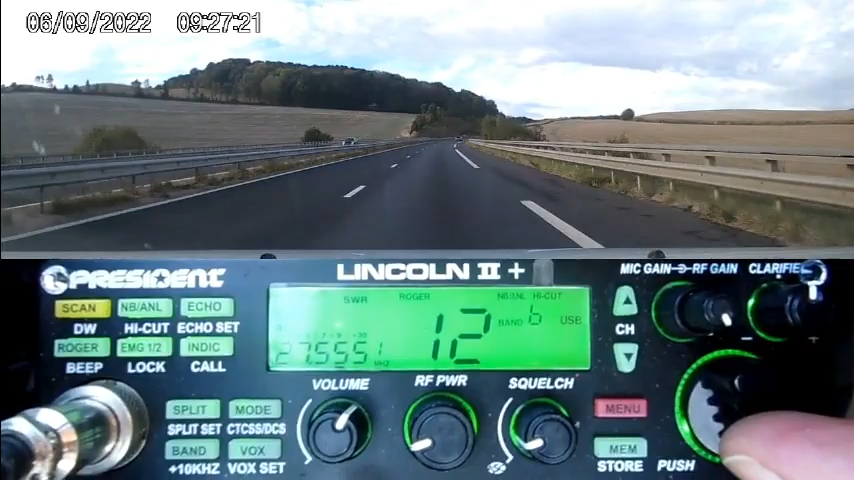 06/09/2022 09:27:21
PRESIDENT LINCOLN II +
MIC GAIN RF GAIN CLARIFIER
SCAN NB/ANL ECHO
DW HI-CUT ECHO SET
ROGER EMG 1/2 INDIC
BEEP LOCK CALL
SWR ROGER NB/ANL HI-CUT
12 BAND 6 USB
27.555
CH
VOLUME RF PWR SQUELCH
SPLIT MODE
SPLIT SET CTCSS/DCS
BAND VOX
+10KHZ VOX SET
MENU
MEM
STORE PUSH
- +